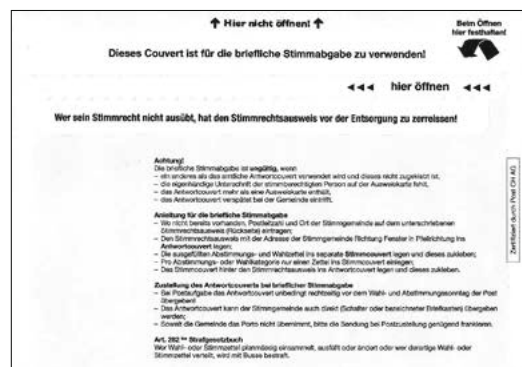 ↑ Hier nicht öffnen! ↑
Beim Öffnen
hier festhalten!
Dieses Couvert ist für die briefliche Stimmabgabe zu verwenden!
◄◄◄ hier öffnen ◄◄◄
Wer sein Stimmrecht nicht ausübt, hat den Stimmrechtsausweis vor der Entsorgung zu zerreissen!
Achtung!
Die briefliche Stimmabgabe ist ungültig, wenn
– ein anderes als das amtliche Antwortcouvert verwendet wird und dieses nicht zugeklebt ist,
– die eigenhändige Unterschrift der stimmberechtigten Person auf der Ausweiskarte fehlt,
– das Antwortcouvert mehr als eine Ausweiskarte enthält,
– das Antwortcouvert verspätet bei der Gemeinde eintrifft.
Anleitung für die briefliche Stimmabgabe
– Wo nicht bereits vorhanden, Postleitzahl und Ort der Stimmgemeinde auf dem unterschriebenen
Stimmrechtsausweis (Rückseite) eintragen;
– Den Stimmrechtsausweis mit der Adresse der Stimmgemeinde Richtung Fenster in Pfeilrichtung ins
Antwortcouvert legen;
– Die ausgefüllten Abstimmungs- und Wahlzettel ins separate Stimmcouvert legen und dieses zukleben;
– Pro Abstimmungs- oder Wahlkategorie nur einen Zettel ins Stimmcouvert einlegen;
– Das Stimmcouvert hinter den Stimmrechtsausweis ins Antwortcouvert legen und dieses zukleben.
Zustellung des Antwortcouverts bei brieflicher Stimmabgabe
– Bei Postaufgabe das Antwortcouvert unbedingt rechtzeitig vor dem Wahl- und Abstimmungssonntag der Post
übergeben!
– Das Antwortcouvert kann der Stimmgemeinde auch direkt (Schalter oder bezeichneter Briefkasten) übergeben
werden;
– Soweit die Gemeinde das Porto nicht übernimmt, bitte die Sendung bei Postzustellung genügend frankieren.
Art. 282 bis Strafgesetzbuch
Wer Wahl- oder Stimmzettel planmässig einsammelt, ausfüllt oder ändert oder wer derartige Wahl- oder
Stimmzettel verteilt, wird mit Busse bestraft.
Zertifiziert durch Post CH AG